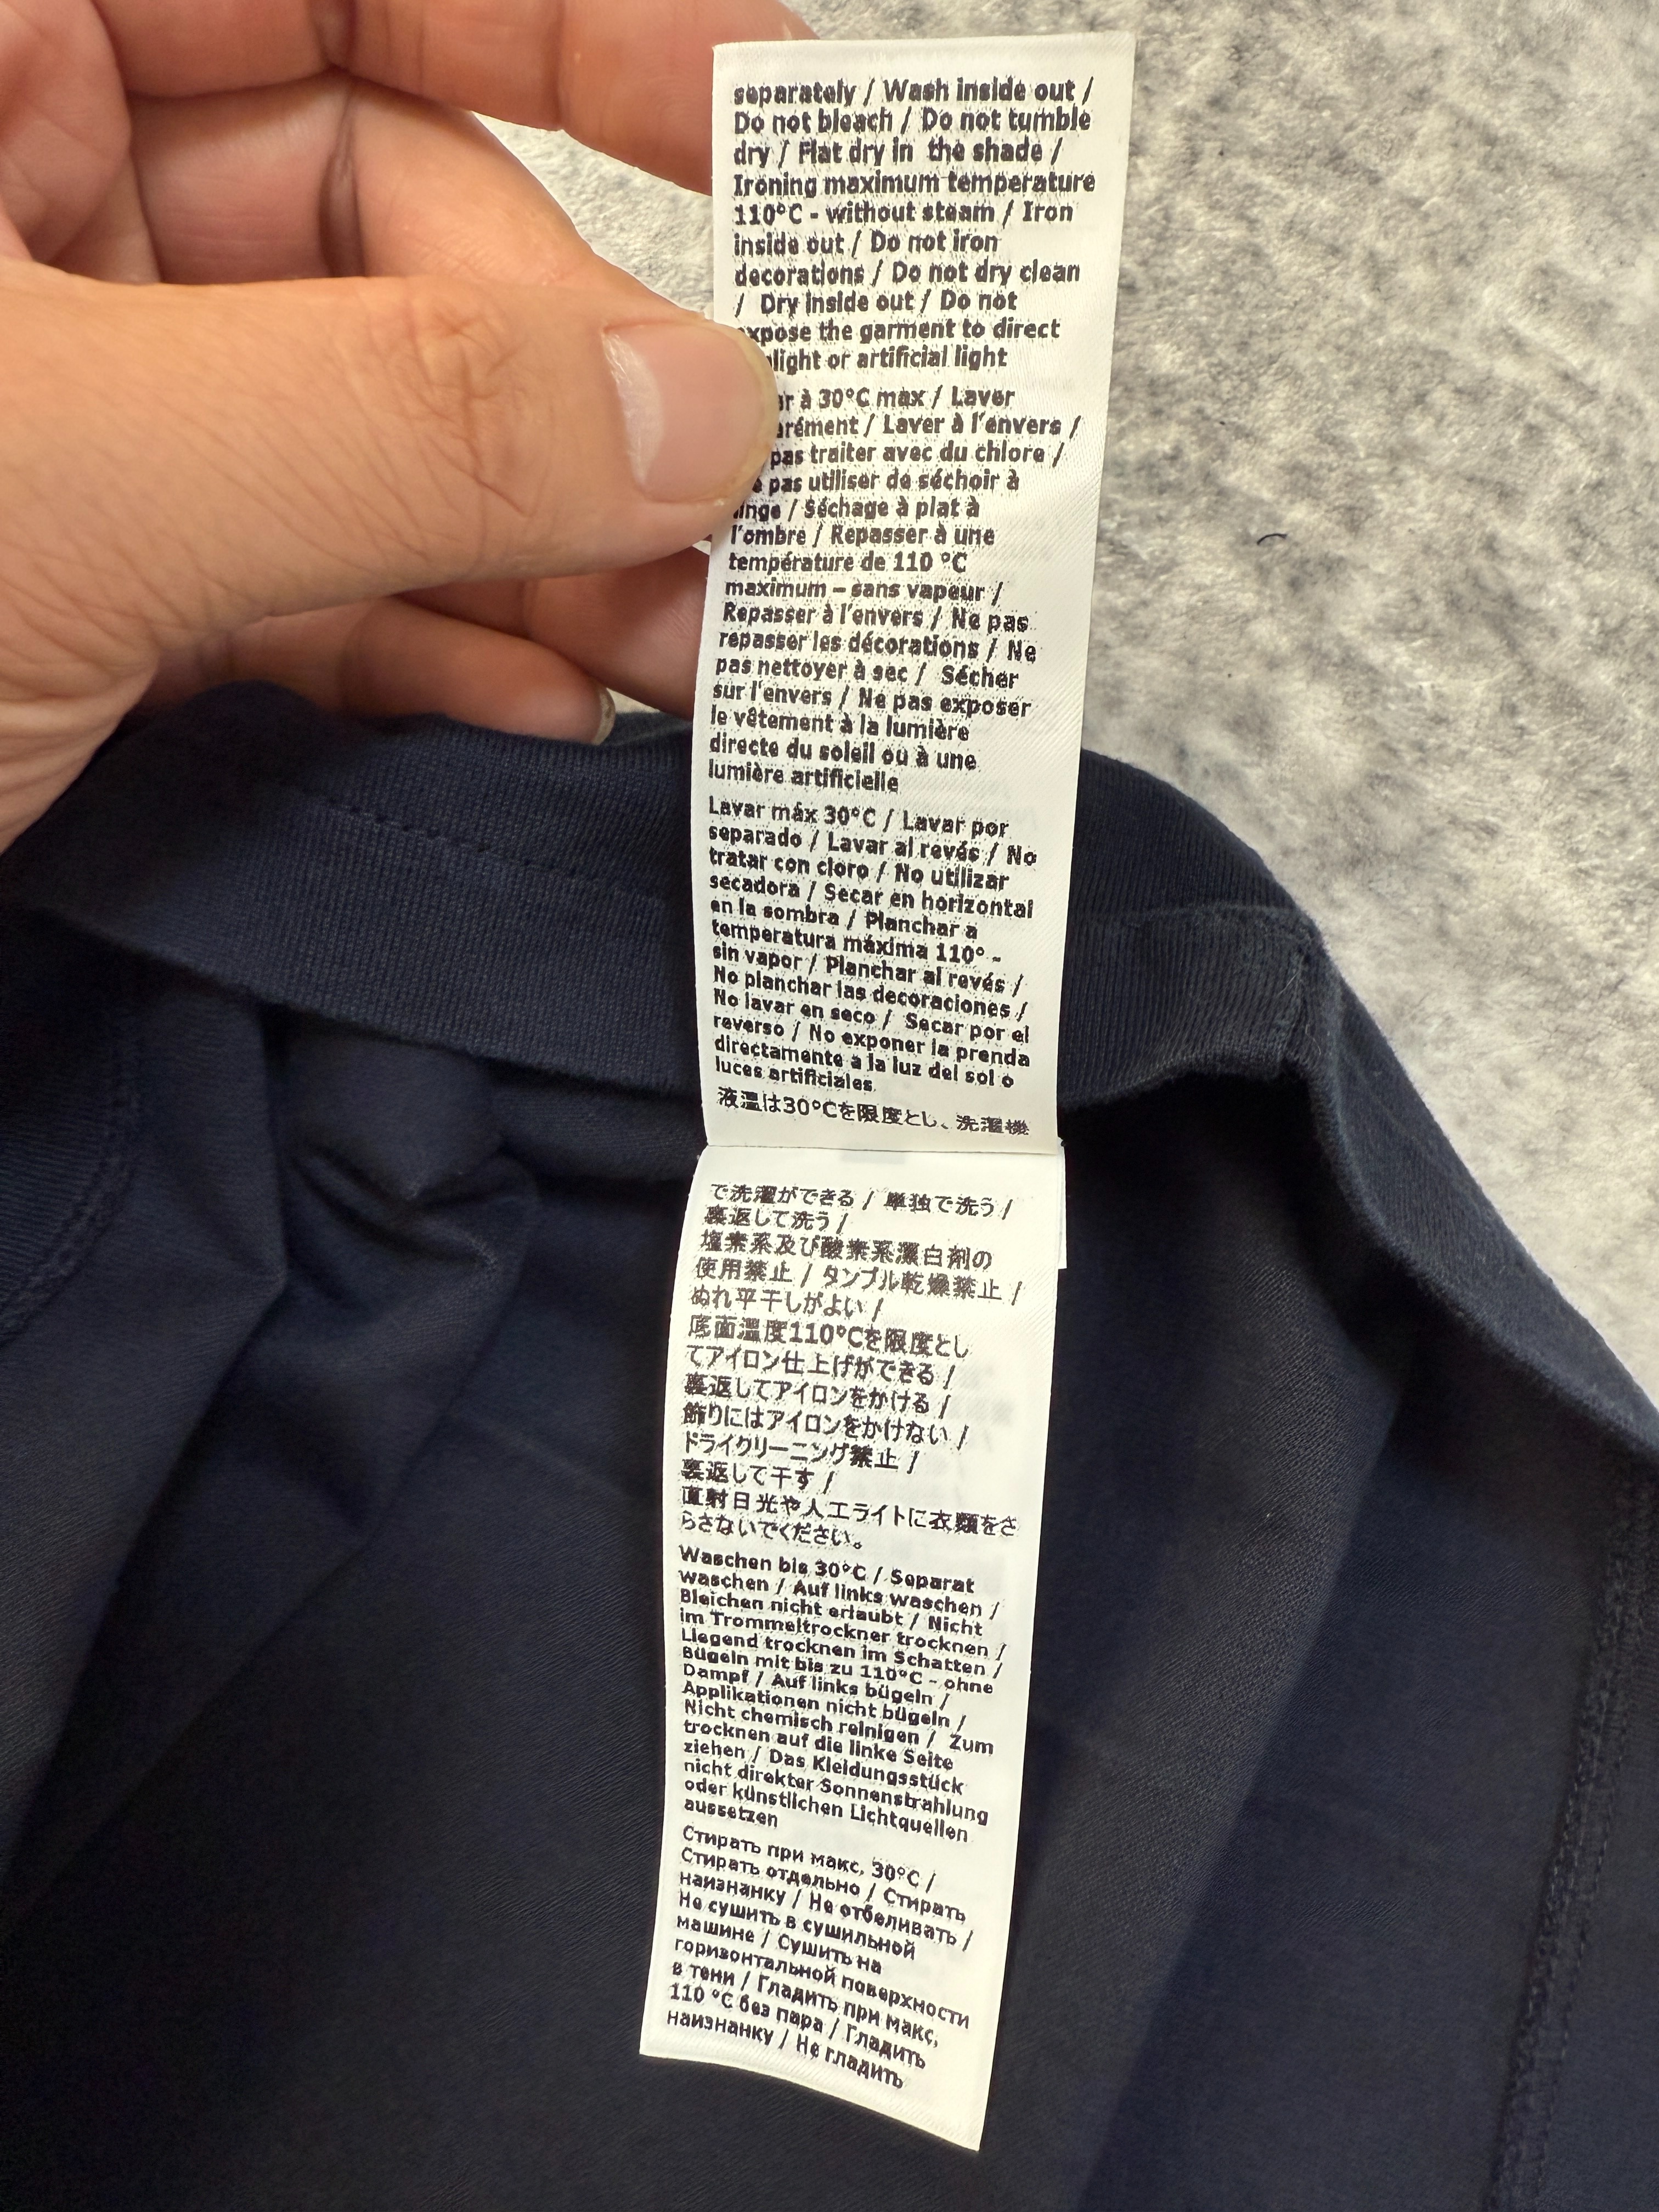 separately / Wash inside out /
Do not bleach / Do not tumble
dry / Flat dry in the shade /
Ironing maximum temperature
110°C - without steam / Iron
inside out / Do not iron
decorations / Do not dry clean
/ Dry inside out / Do not
expose the garment to direct
light or artificial light
à 30°C max / Laver
/ Laver à l'envers /
pas traiter avec du chlore /
pas utiliser de séchoir à
linge / Séchage à plat à
l'ombre / Repasser à une
température de 110 °C
maximum – sans vapeur /
Repasser à l'envers / Ne pas
repasser les décorations / Ne
pas nettoyer à sec / Sécher
sur l'envers / Ne pas exposer
le vêtement à la lumière
directe du soleil ou à une
lumière artificielle
Lavar máx 30°C / Lavar por
separado / Lavar al revés / No
tratar con cloro / No utilizar
secadora / Secar en horizontal
en la sombra / Planchar a
temperatura máxima 110° -
sin vapor / Planchar al revés /
No planchar las decoraciones /
No lavar en seco / Secar por el
reverso / No exponer la prenda
directamente a la luz del sol o
luces artificiales
液温は30°Cを限度とし、洗濯機
で洗濯ができる / 単独で洗う /
裏返して洗う /
塩素系及び酸素系漂白剤の
使用禁止 / タンブル乾燥禁止 /
ぬれ平干しがよい /
底面温度110°Cを限度とし
てアイロン仕上げができる /
裏返してアイロンをかける /
飾りにはアイロンをかけない /
ドライクリーニング禁止 /
裏返して干す /
直射日光や人工ライトに衣類をさ
らさないでください。
Waschen bis 30°C / Separat
waschen / Auf links waschen /
Bleichen nicht erlaubt / Nicht
im Trommeltrockner trocknen /
Liegend trocknen im Schatten /
Bügeln mit bis zu 110°C - ohne
Dampf / Auf links bügeln /
Applikationen nicht bügeln /
Nicht chemisch reinigen / Zum
trocknen auf die linke Seite
ziehen / Das Kleidungsstück
nicht direkter Sonnenstrahlung
oder künstlichen Lichtquellen
aussetzen
Стирать при макс. 30°C /
Стирать отдельно / Стирать
наизнанку / Не отбеливать /
Не сушить в сушильной
машине / Сушить на
горизонтальной поверхности
в тени / Гладить при макс.
110 °C без пара / Гладить
наизнанку / Не гладить